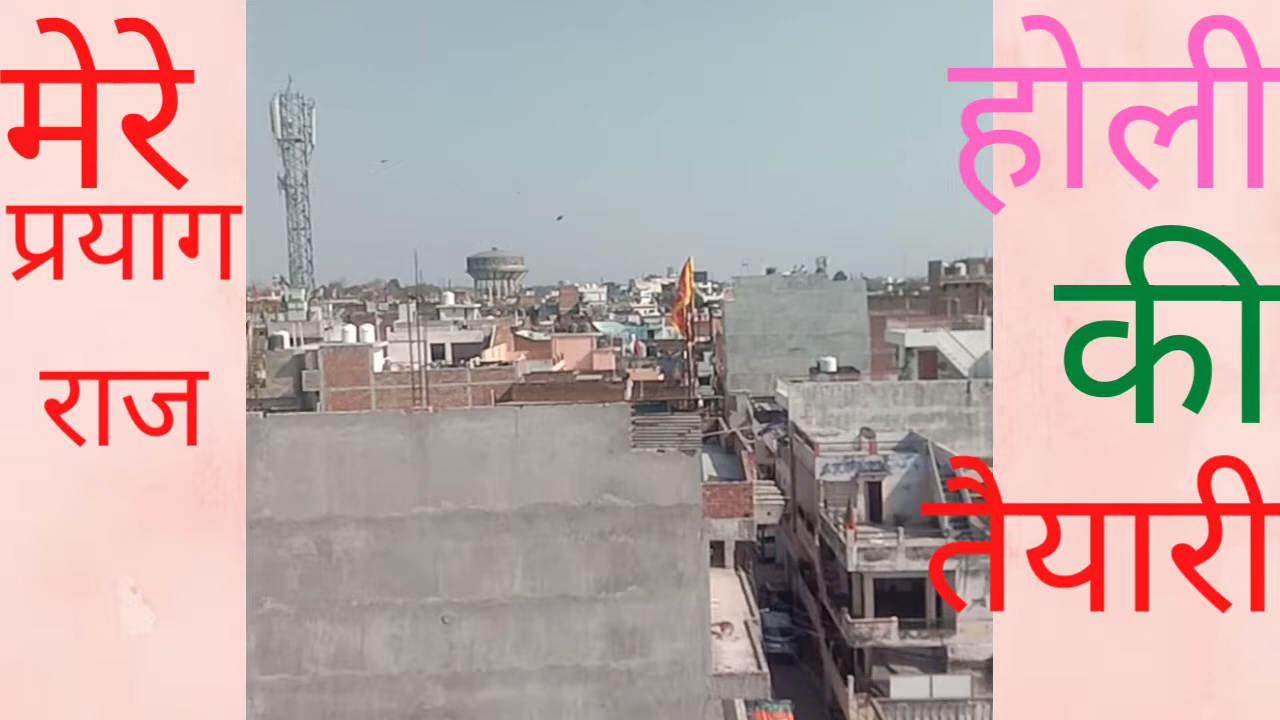 मेरे
प्रयाग
राज
होली
की
तैयारी